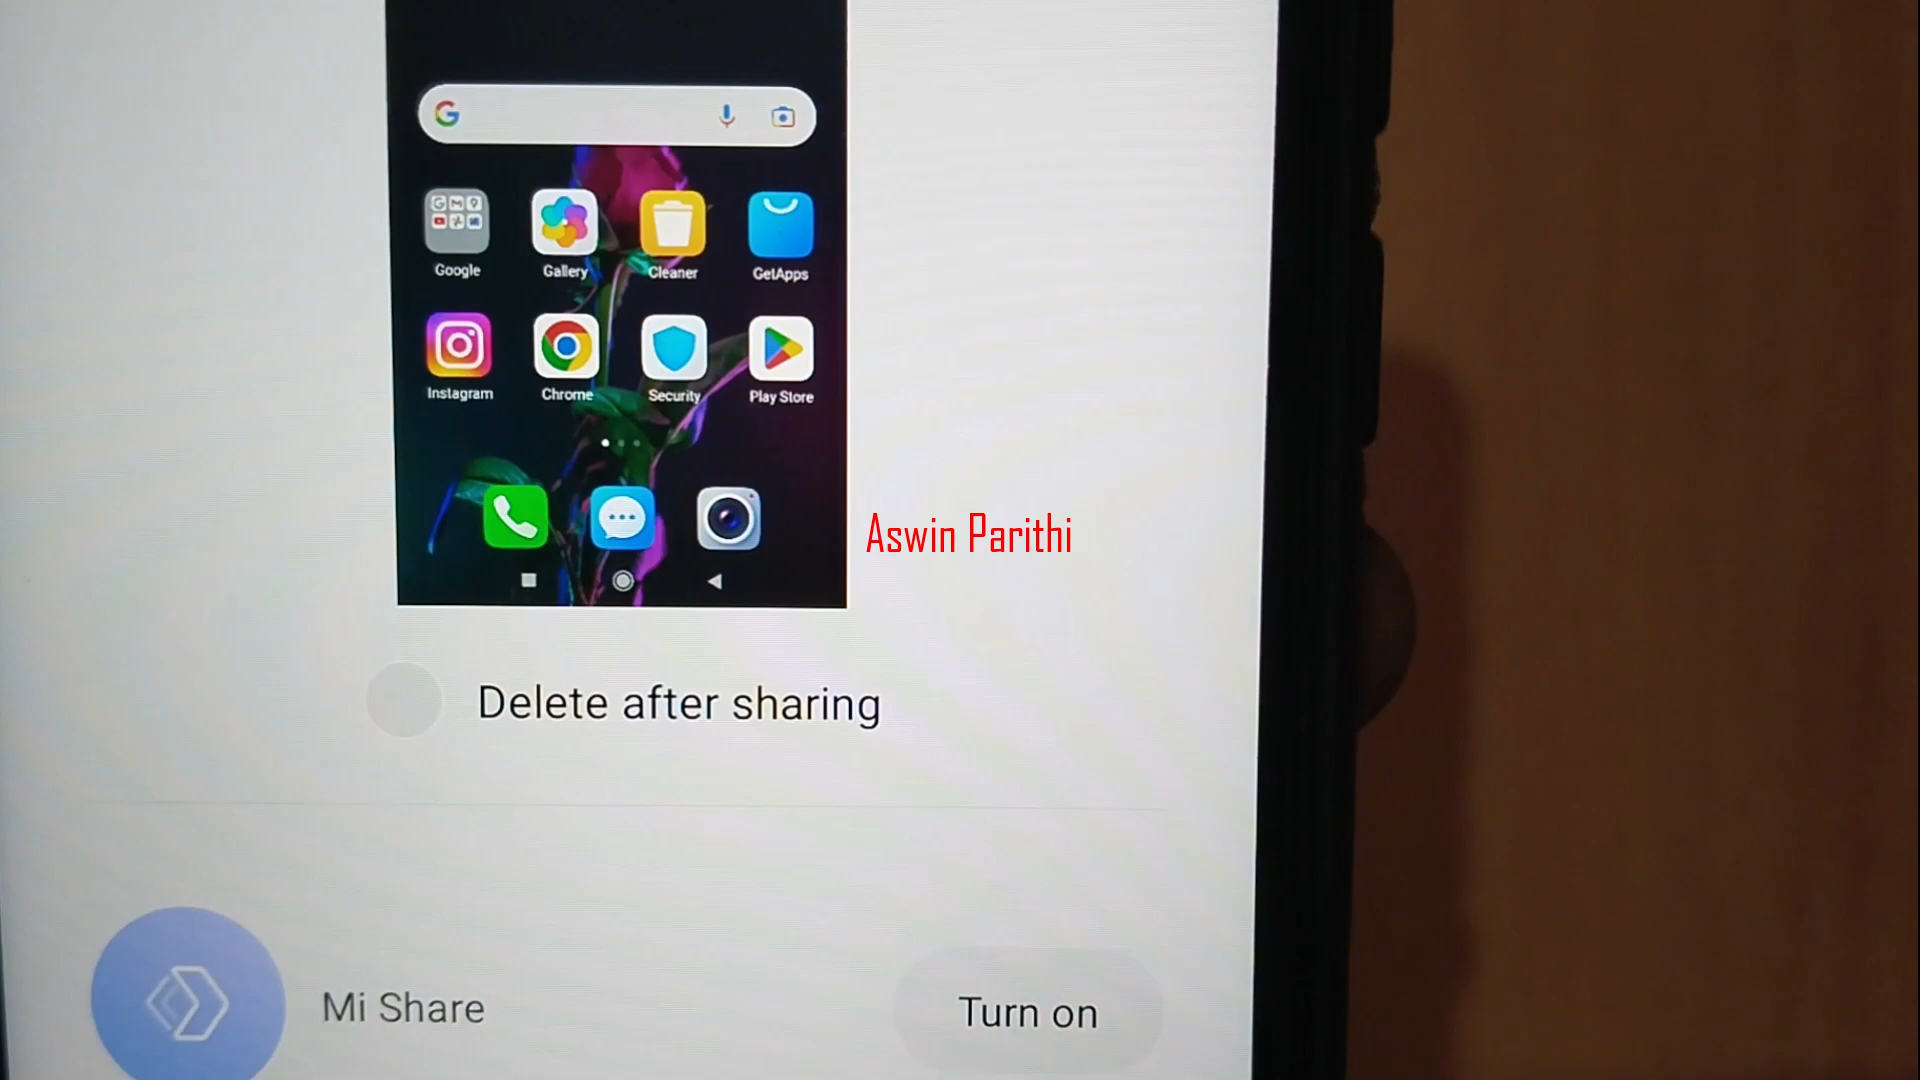 Google Gallery Cleaner GetApps
Instagram Chrome Security Play Store
Aswin Parithi
Delete after sharing
Mi Share
Turn on